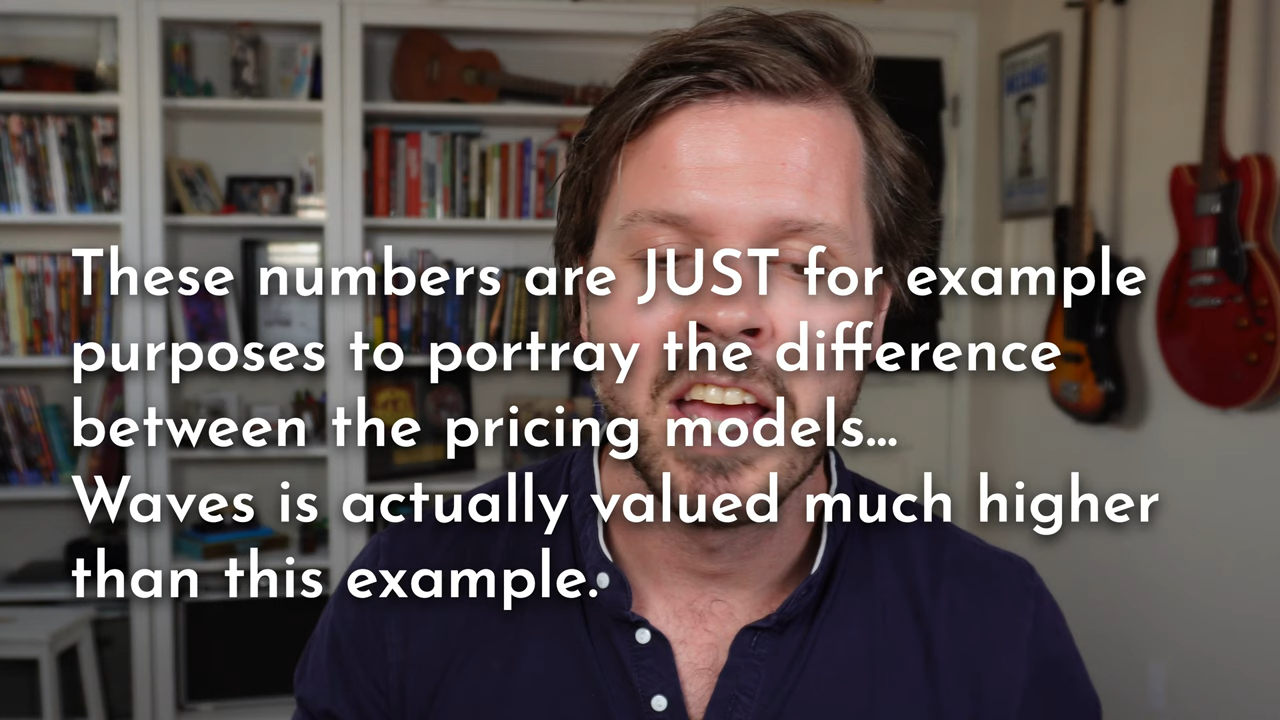 These numbers are JUST for example
purposes to portray the difference
between the pricing models...
Waves is actually valued much higher
than this example.